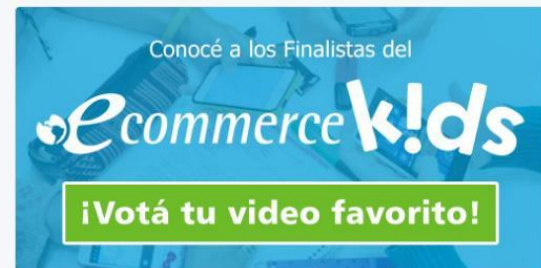 Conocé a los Finalistas del
ecommerce k!ds
¡Votá tu video favorito!